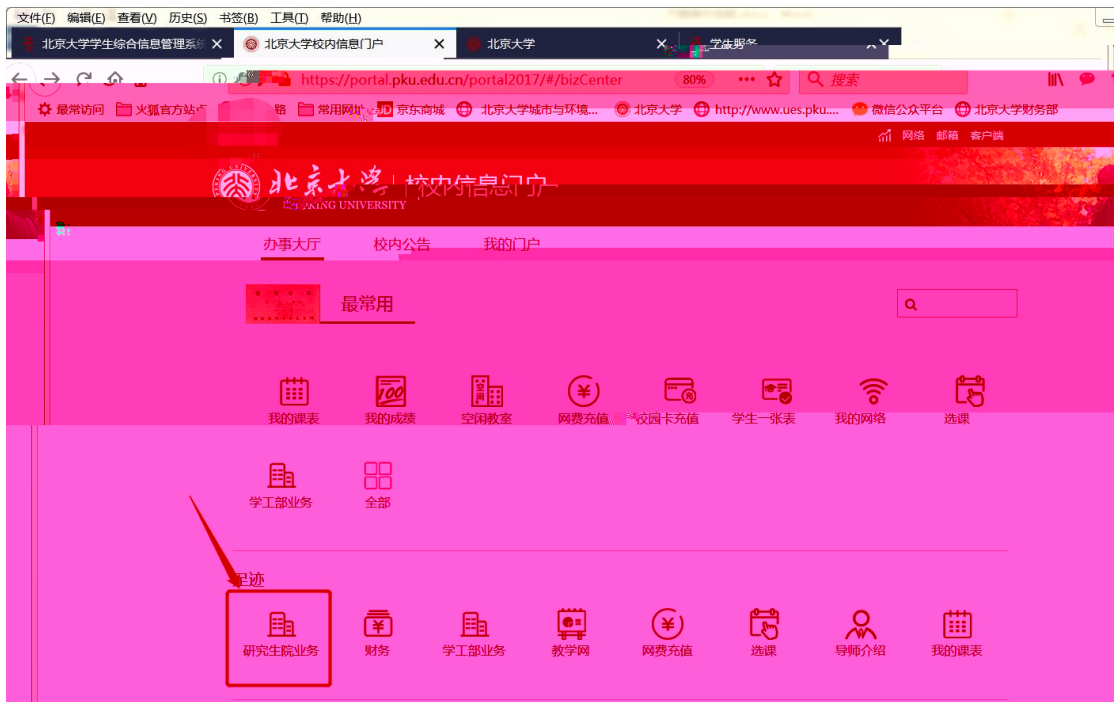 文件(F) 编辑(E) 查看(V) 历史(S) 书签(B) 工具(T) 帮助(H)
北京大学学生综合信息管理系统 × 北京大学校内信息门户 × 北京大学 ×
https://portal.pku.edu.cn/portal2017/#/bizCenter 80% ••• 搜索
最常访问 火狐官方站点 常用网址 JD 京东商城 北京大学城市与环境... 北京大学 http://www.ues.pku.... 微信公众平台 北京大学财务部
网络 邮箱 客户端
北京大学 校内信息门户
PEKING UNIVERSITY
办事大厅 校内公告 我的门户
最常用
我的课表 我的成绩 空闲教室 网费充值 校园卡充值 学生一张表 我的网络 选课
学工部业务 全部
足迹
研究生院业务 财务 学工部业务 教学网 网费充值 选课 导师介绍 我的课表